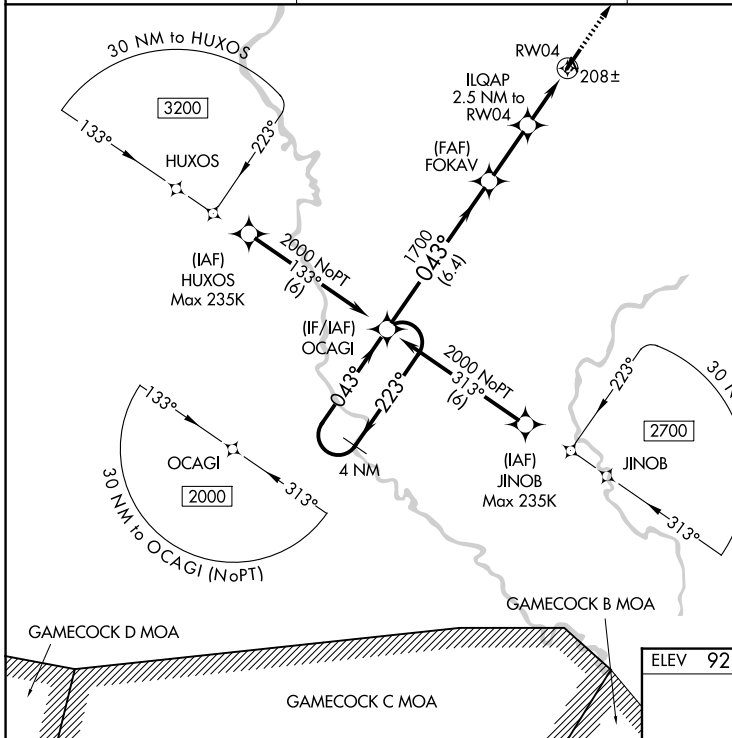 30 NM to HUXOS
3200
133°
223°
HUXOS
RW04
208±
ILQAP
2.5 NM to
RW04
(FAF)
FOKAV
(IAF)
HUXOS
Max 235K
2000 NoPT
133°
(6)
1700
043°
(6.4)
(IF/IAF)
OCAGI
043°
223°
4 NM
2000 NoPT
313°
(6)
(IAF)
JINOB
Max 235K
133°
OCAGI
2000
313°
30 NM to OCAGI (NoPT)
30 N
223°
2700
JINOB
313°
GAMECOCK D MOA
GAMECOCK B MOA
GAMECOCK C MOA
ELEV 92